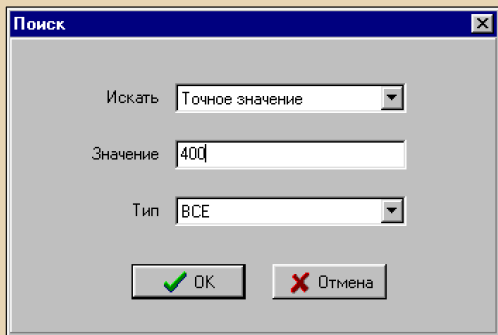 Поиск
Искать Точное значение
Значение 400
Тип ВСЕ
OK Отмена